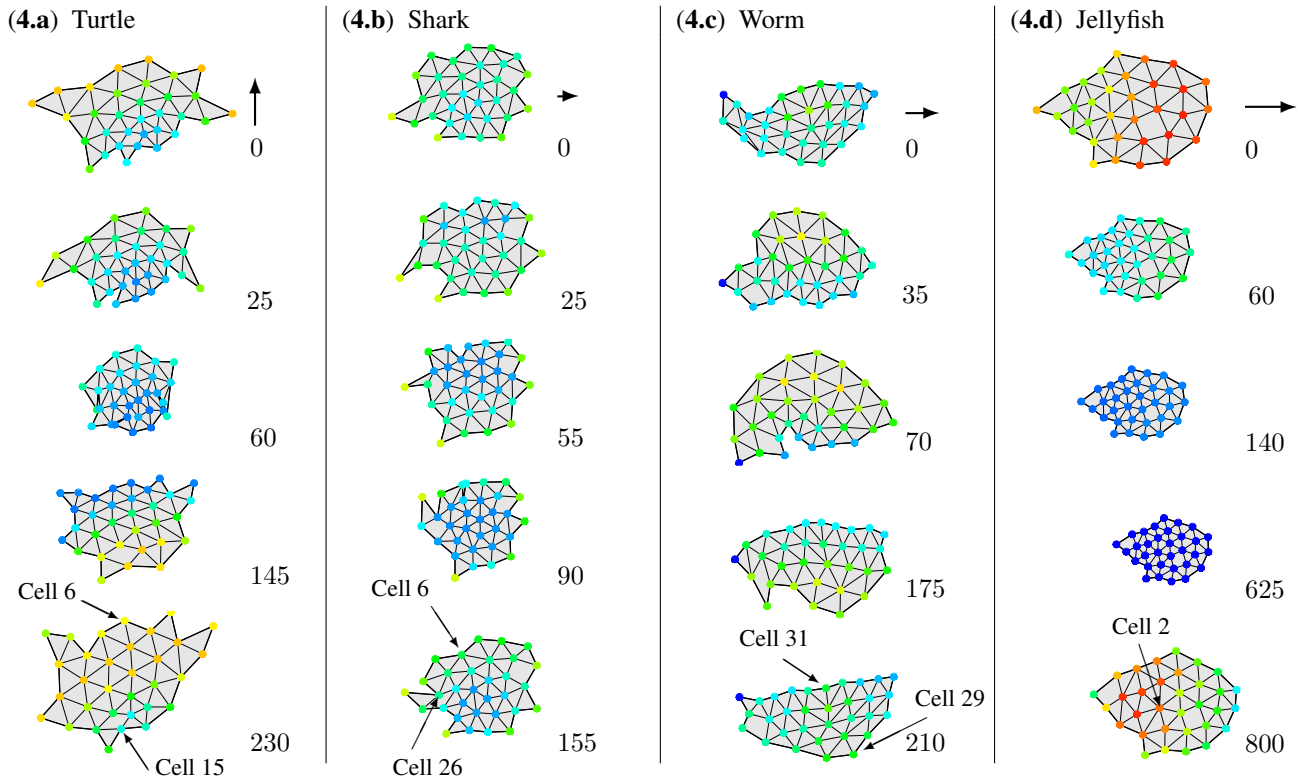 (4.a) Turtle
0
25
60
145
Cell 6
230
Cell 15
(4.b) Shark
0
25
55
90
Cell 6
155
Cell 26
(4.c) Worm
0
35
70
175
Cell 31
Cell 29
210
(4.d) Jellyfish
0
60
140
625
Cell 2
800